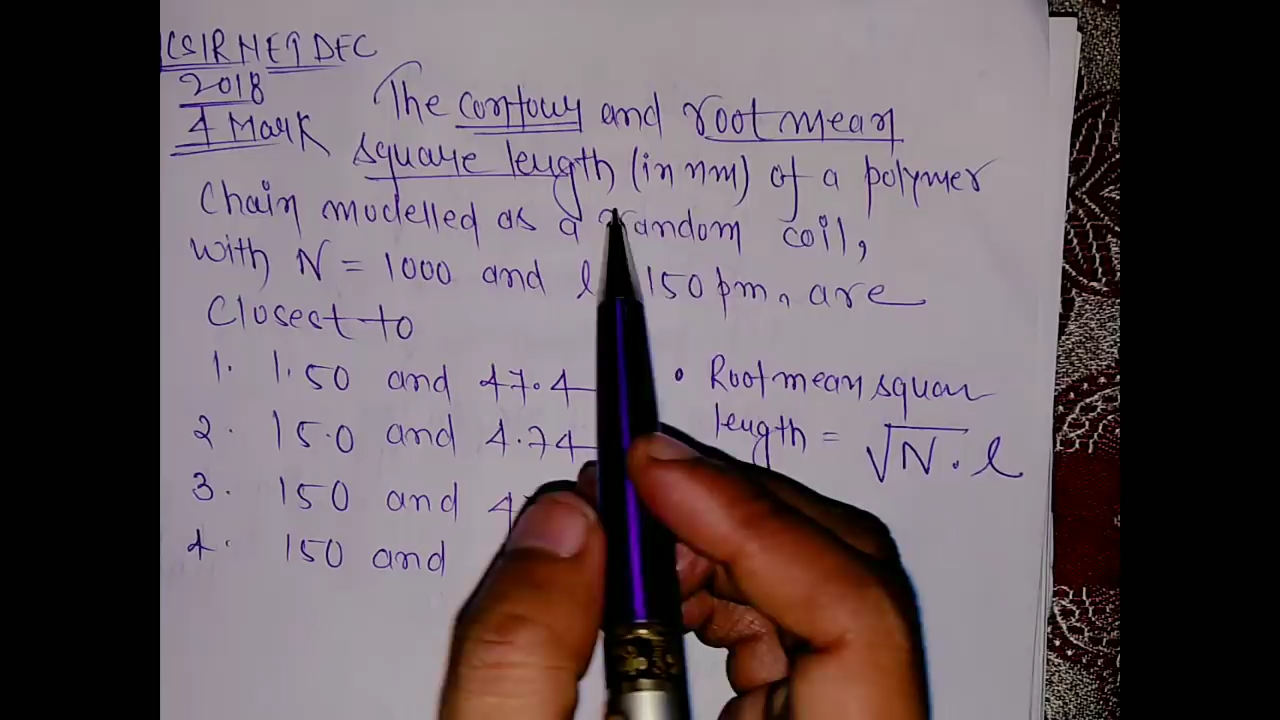 CSIR NET DEC
2018
4 Mark
The contour and root mean
square length (in nm) of a polymer
Chain modelled as a random coil,
with N = 1000 and l 150 pm, are
Closest to
1. 1.50 and 47.4
2. 15.0 and 4.74
3. 150 and
4. 150 and
• Root mean squar
length = √N . l